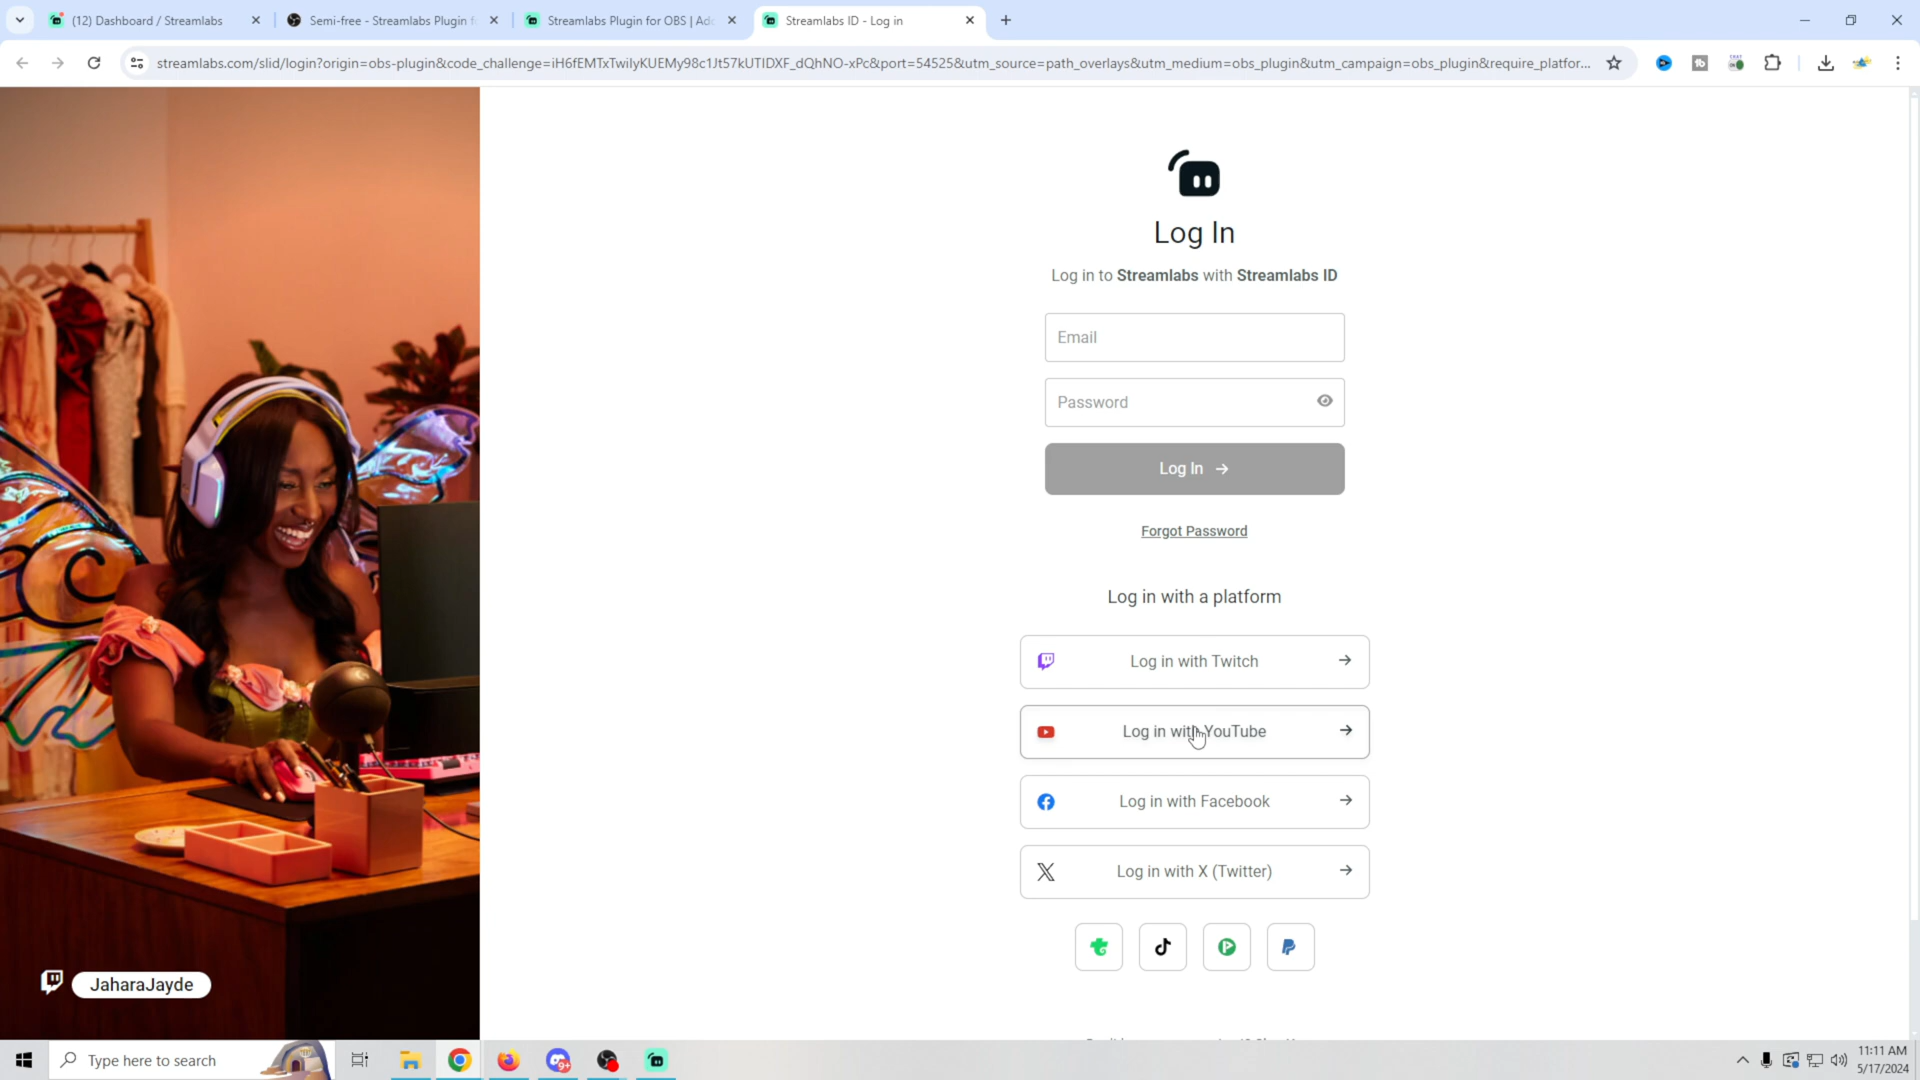 (12) Dashboard / Streamlabs
Semi-free - Streamlabs Plugin f
Streamlabs Plugin for OBS | Ad
Streamlabs ID - Log in
streamlabs.com/slid/login?origin=obs-plugin&code_challenge=iH6fEMTxTwiIyKUEMy98c1Jt57kUTIDXF_dQhNO-xPc&port=54525&utm_source=path_overlays&utm_medium=obs_plugin&utm_campaign=obs_plugin&require_platfor...
Log In
Log in to Streamlabs with Streamlabs ID
Email
Password
Log In
Forgot Password
Log in with a platform
Log in with Twitch
Log in with YouTube
Log in with Facebook
Log in with X (Twitter)
JaharaJayde
Type here to search
9+
11:11 AM
5/17/2024